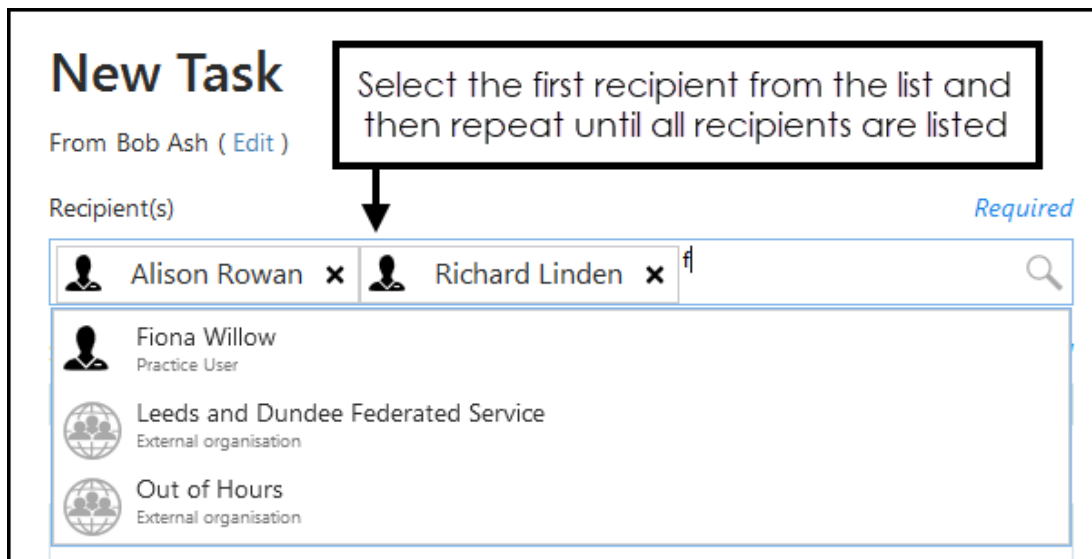 New Task
Select the first recipient from the list and
then repeat until all recipients are listed
From Bob Ash ( Edit )
Recipient(s) Required
Alison Rowan × Richard Linden × f
Fiona Willow
Practice User
Leeds and Dundee Federated Service
External organisation
Out of Hours
External organisation